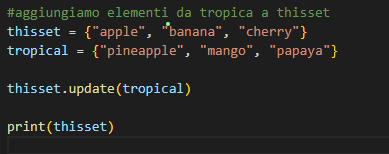 #aggiungiamo elementi da tropica a thisset
thisset = {"apple", "banana", "cherry"}
tropical = {"pineapple", "mango", "papaya"}
thisset.update(tropical)
print(thisset)